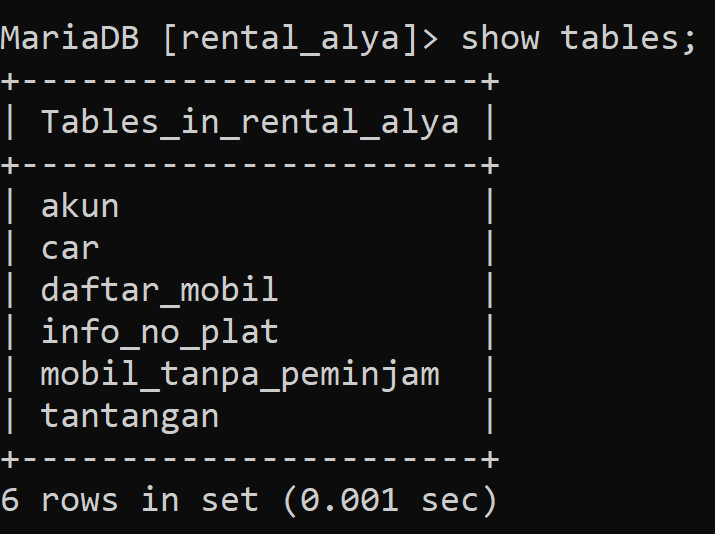 MariaDB [rental_alya]> show tables;
+-----------------------+
| Tables_in_rental_alya |
+-----------------------+
| akun                  |
| car                   |
| daftar_mobil          |
| info_no_plat          |
| mobil_tanpa_peminjam  |
| tantangan             |
+-----------------------+
6 rows in set (0.001 sec)